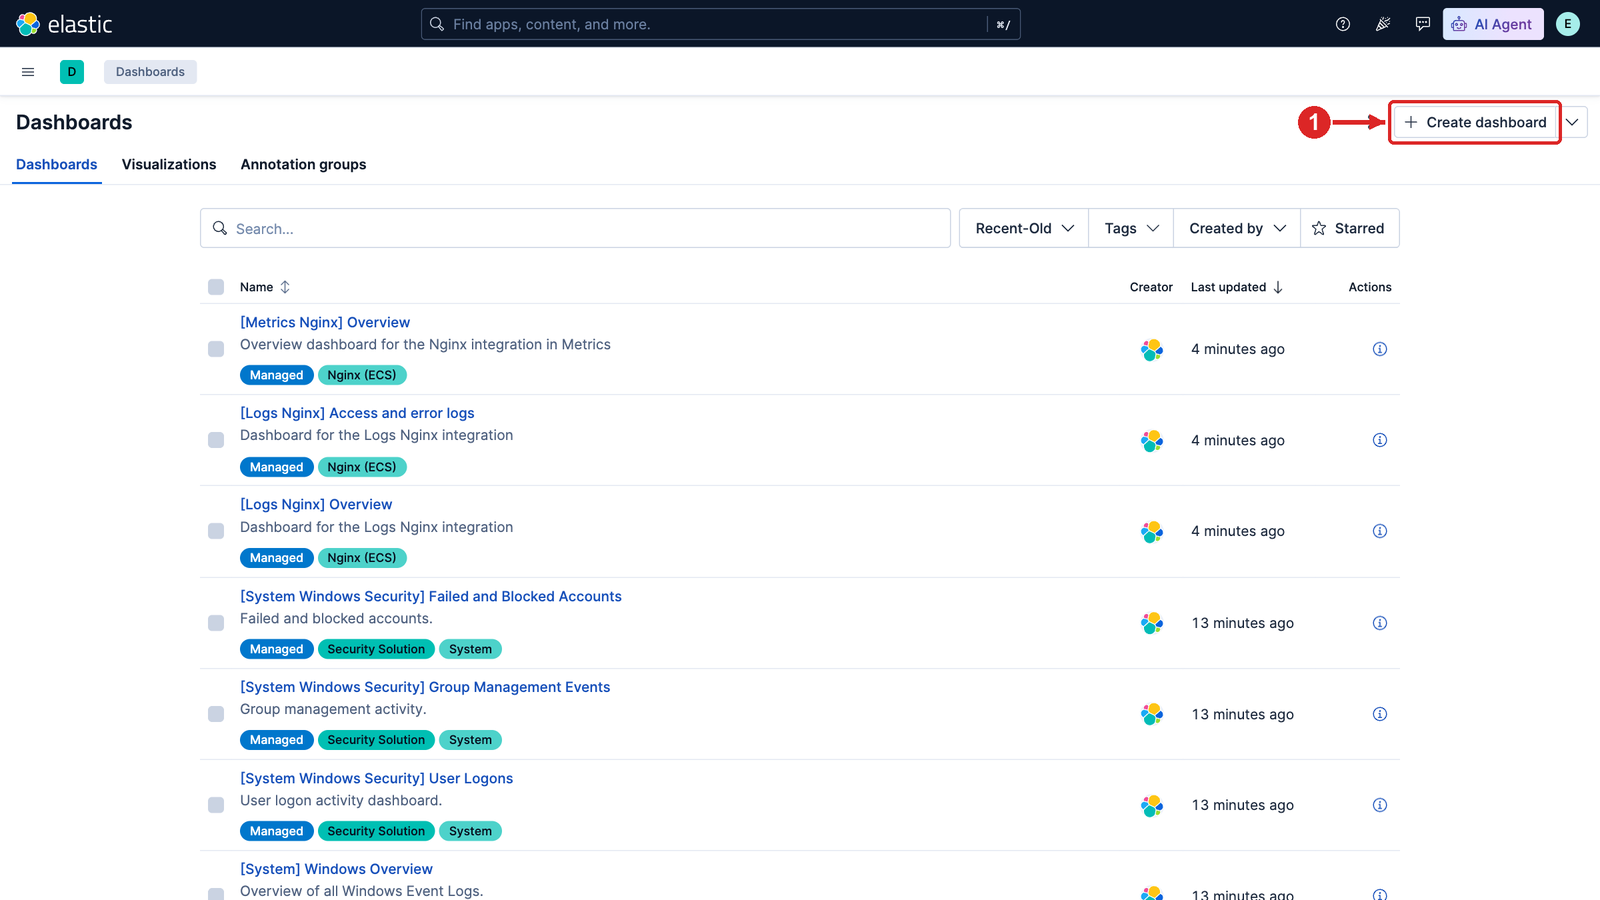 elastic
Find apps, content, and more.
⌘/
AI Agent
E
D
Dashboards
Dashboards
1
Create dashboard
Dashboards
Visualizations
Annotation groups
Search...
Recent-Old
Tags
Created by
Starred
Name
Creator
Last updated
Actions
[Metrics Nginx] Overview
Overview dashboard for the Nginx integration in Metrics
Managed
Nginx (ECS)
4 minutes ago
[Logs Nginx] Access and error logs
Dashboard for the Logs Nginx integration
Managed
Nginx (ECS)
4 minutes ago
[Logs Nginx] Overview
Dashboard for the Logs Nginx integration
Managed
Nginx (ECS)
4 minutes ago
[System Windows Security] Failed and Blocked Accounts
Failed and blocked accounts.
Managed
Security Solution
System
13 minutes ago
[System Windows Security] Group Management Events
Group management activity.
Managed
Security Solution
System
13 minutes ago
[System Windows Security] User Logons
User logon activity dashboard.
Managed
Security Solution
System
13 minutes ago
[System] Windows Overview
Overview of all Windows Event Logs.
13 minutes ago